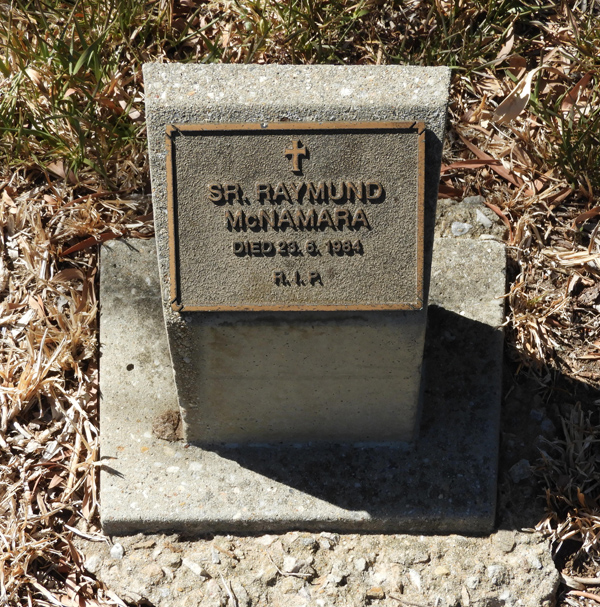 SR. RAYMUND
McNAMARA
DIED 23. 6. 1984
R. I. P.